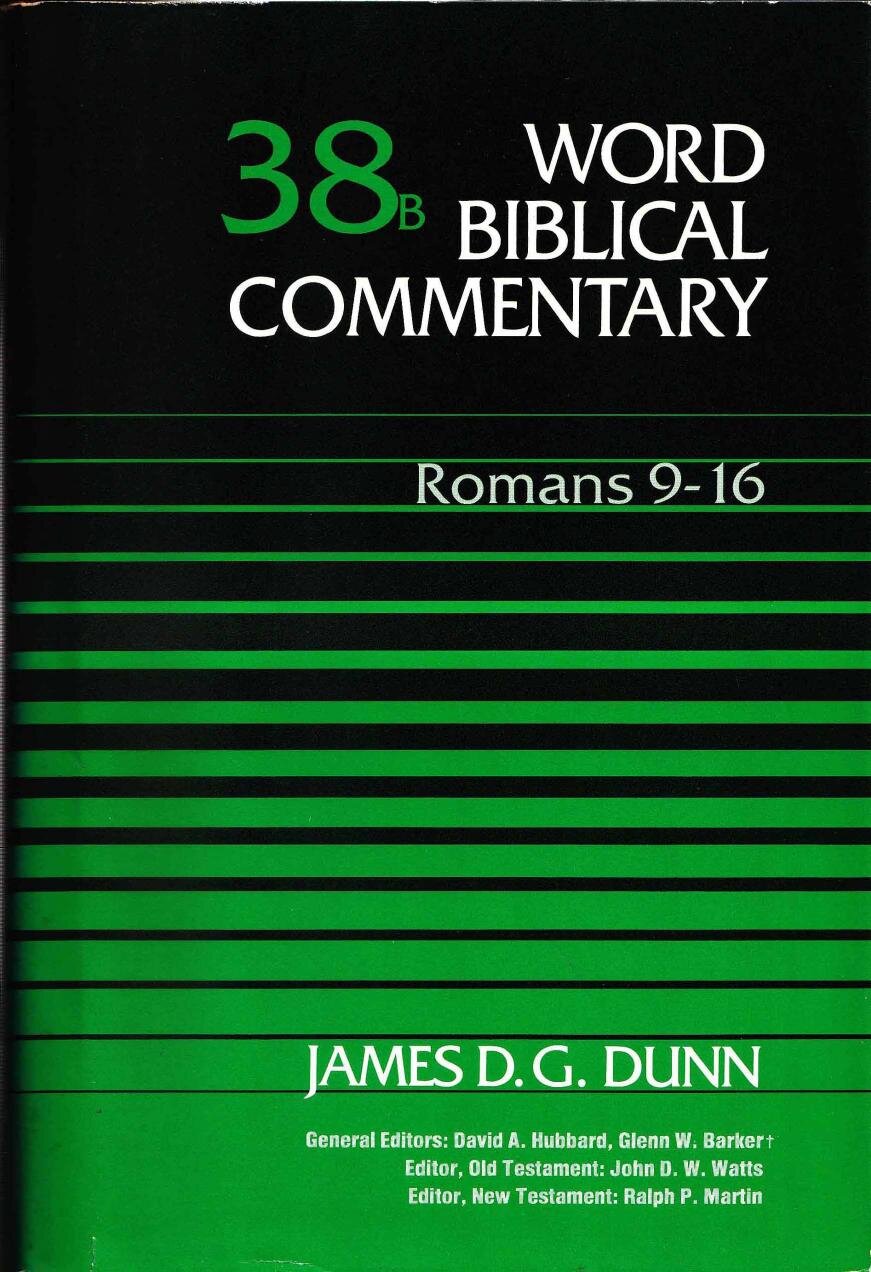 38B WORD
BIBLICAL
COMMENTARY
Romans 9-16
JAMES D. G. DUNN
General Editors: David A. Hubbard, Glenn W. Barker†
Editor, Old Testament: John D. W. Watts
Editor, New Testament: Ralph P. Martin